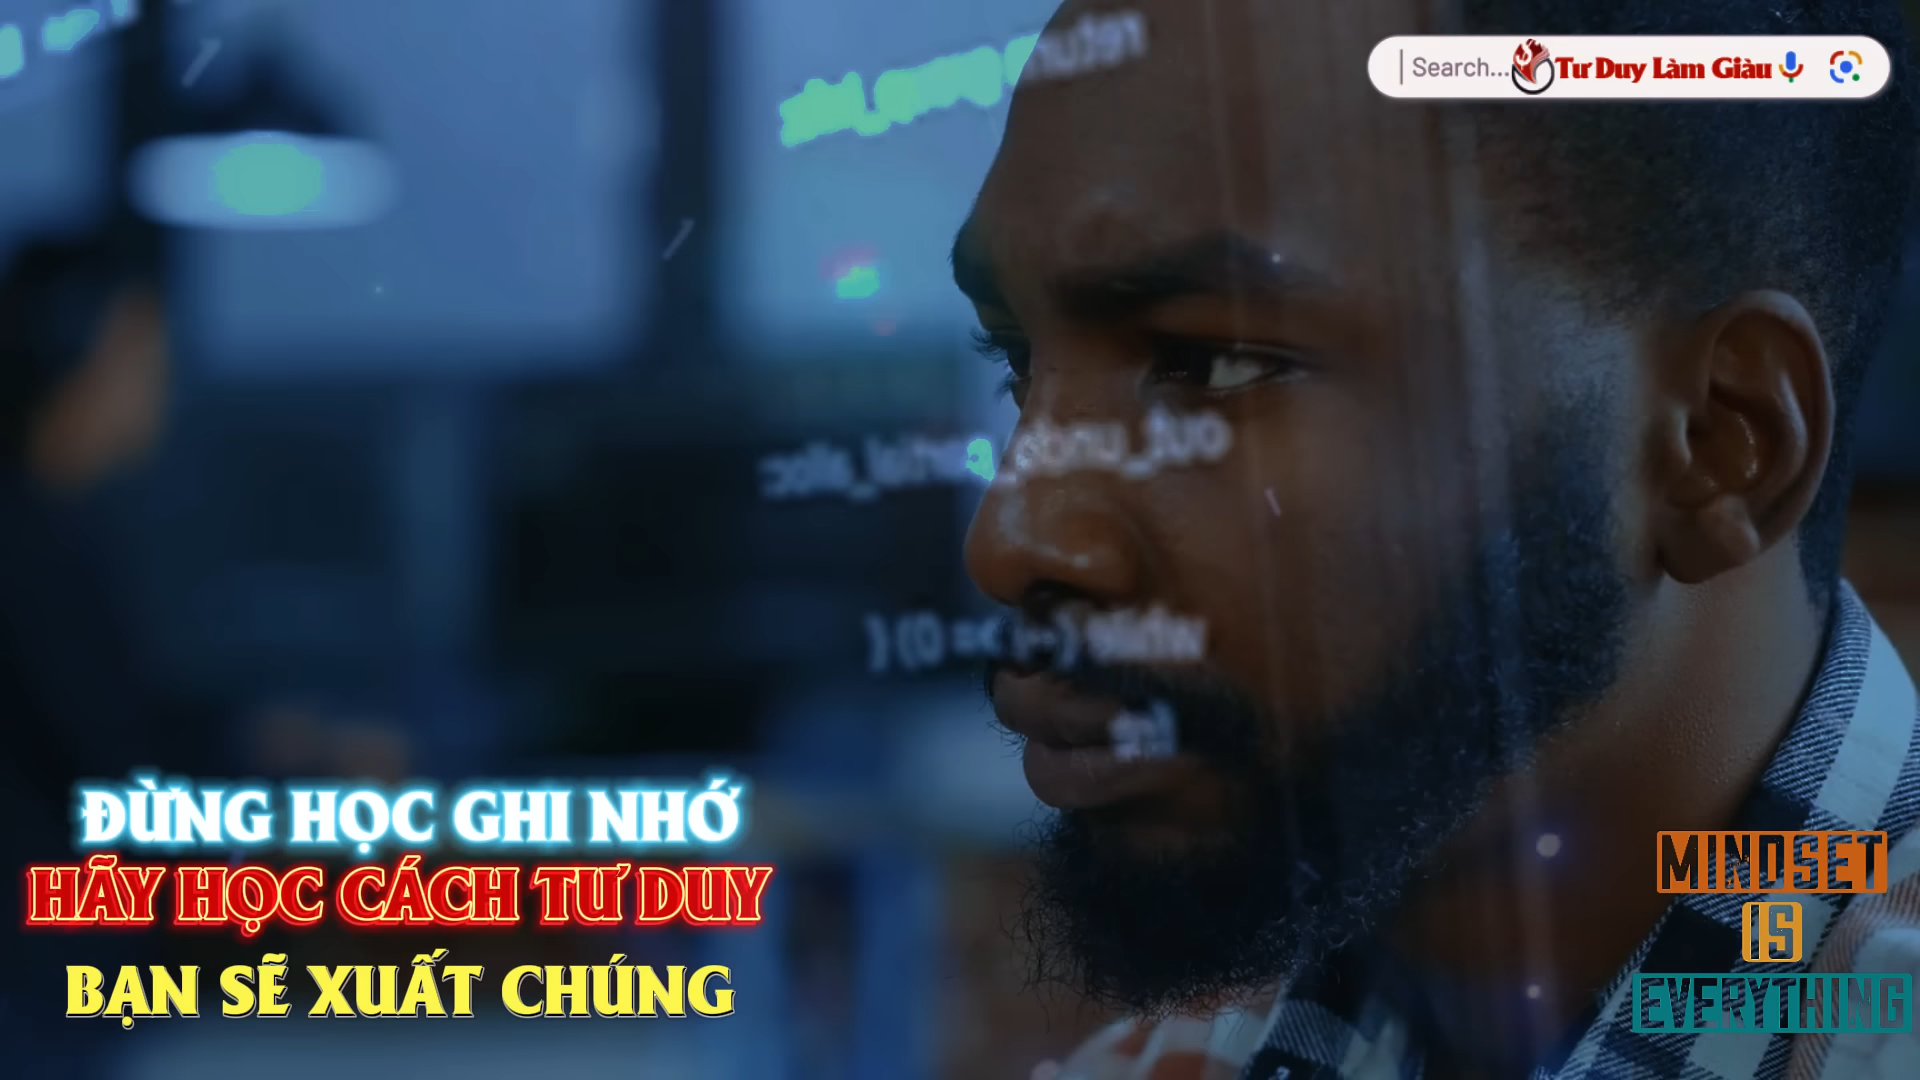 Search... Tư Duy Làm Giàu
ĐỪNG HỌC GHI NHỚ
HÃY HỌC CÁCH TƯ DUY
BẠN SẼ XUẤT CHÚNG
MINDSET
IS
EVERYTHING